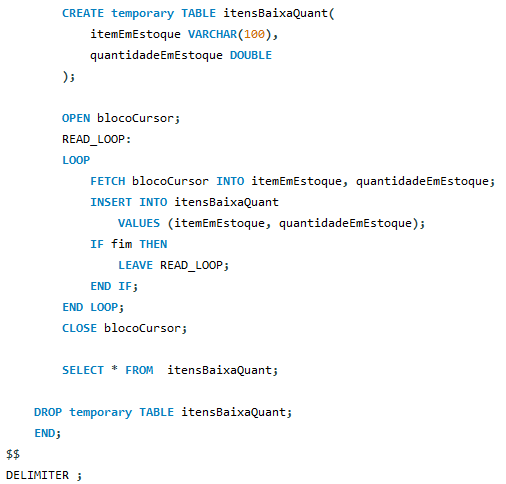 CREATE temporary TABLE itensBaixaQuant(
itemEmEstoque VARCHAR(100),
quantidadeEmEstoque DOUBLE
);
OPEN blocoCursor;
READ_LOOP:
LOOP
FETCH blocoCursor INTO itemEmEstoque, quantidadeEmEstoque;
INSERT INTO itensBaixaQuant
VALUES (itemEmEstoque, quantidadeEmEstoque);
IF fim THEN
LEAVE READ_LOOP;
END IF;
END LOOP;
CLOSE blocoCursor;
SELECT * FROM  itensBaixaQuant;
DROP temporary TABLE itensBaixaQuant;
END;
$$
DELIMITER ;